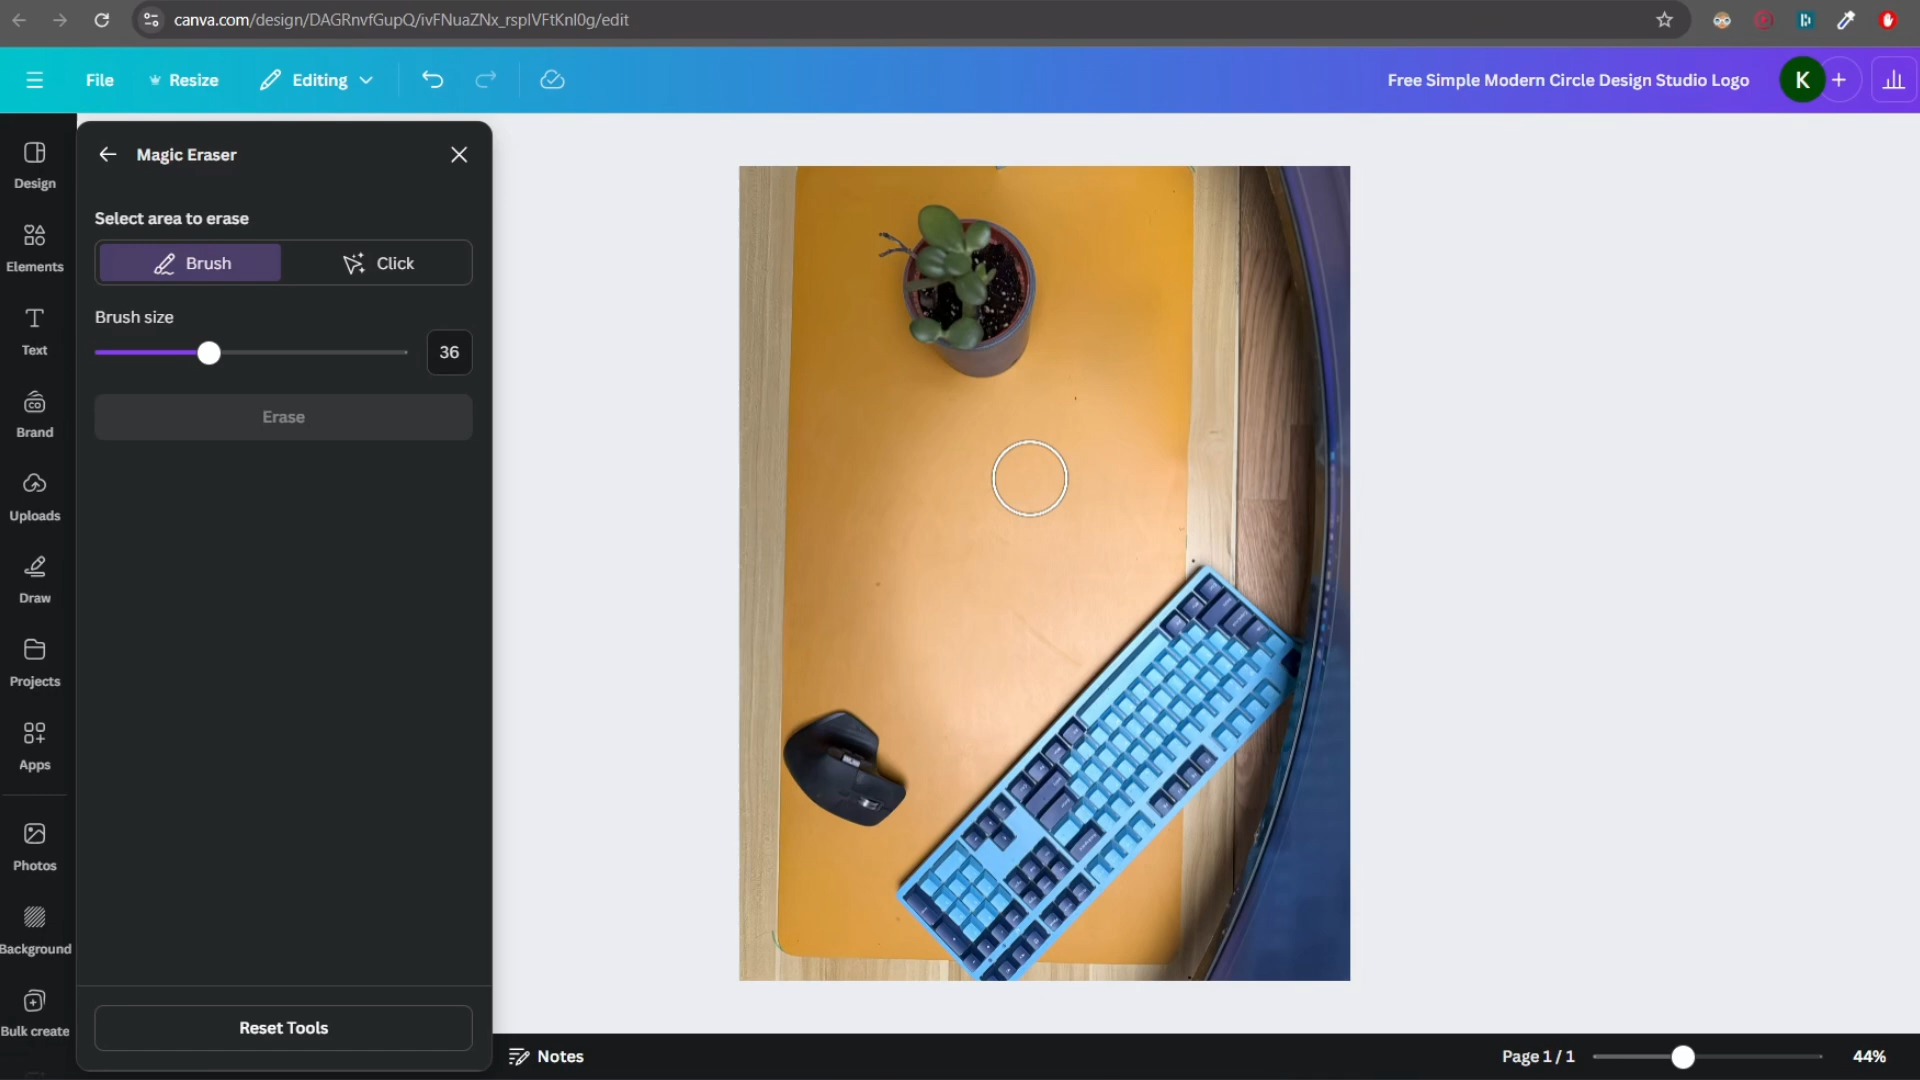 canva.com/design/DAGRnvfGupQ/ivFNuaZNx_rsplVFtKnI0g/edit
File
Resize
Editing
Free Simple Modern Circle Design Studio Logo
K
Design
Elements
Text
Brand
Uploads
Draw
Projects
Apps
Photos
Background
Bulk create
Magic Eraser
Select area to erase
Brush
Click
Brush size
36
Erase
Reset Tools
Notes
Page 1 / 1
44%